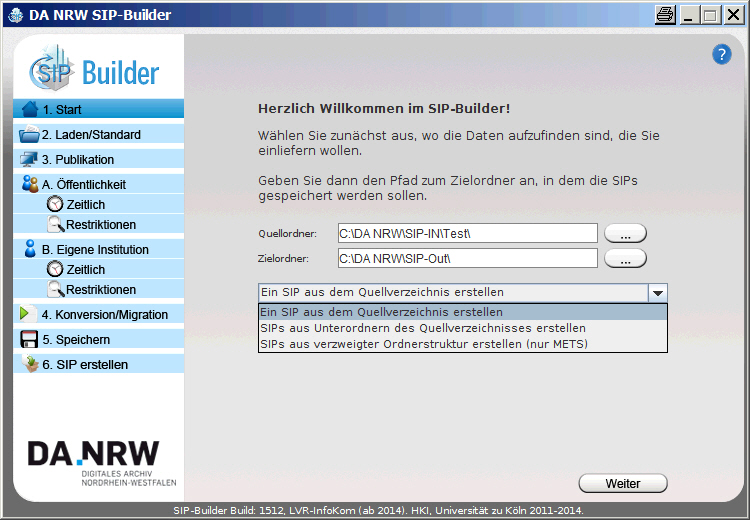 DA NRW SIP-Builder
SIP Builder
?
1. Start
2. Laden/Standard
3. Publikation
A. Öffentlichkeit
Zeitlich
Restriktionen
B. Eigene Institution
Zeitlich
Restriktionen
4. Konversion/Migration
5. Speichern
6. SIP erstellen
DA.NRW
DIGITALES ARCHIV
NORDRHEIN-WESTFALEN
Herzlich Willkommen im SIP-Builder!
Wählen Sie zunächst aus, wo die Daten aufzufinden sind, die Sie
einliefern wollen.
Geben Sie dann den Pfad zum Zielordner an, in dem die SIPs
gespeichert werden sollen.
Quellordner: C:\DA NRW\SIP-IN\Test\ ...
Zielordner: C:\DA NRW\SIP-Out\ ...
Ein SIP aus dem Quellverzeichnis erstellen
Ein SIP aus dem Quellverzeichnis erstellen
SIPs aus Unterordnern des Quellverzeichnisses erstellen
SIPs aus verzweigter Ordnerstruktur erstellen (nur METS)
Weiter
SIP-Builder Build: 1512, LVR-InfoKom (ab 2014). HKI, Universität zu Köln 2011-2014.